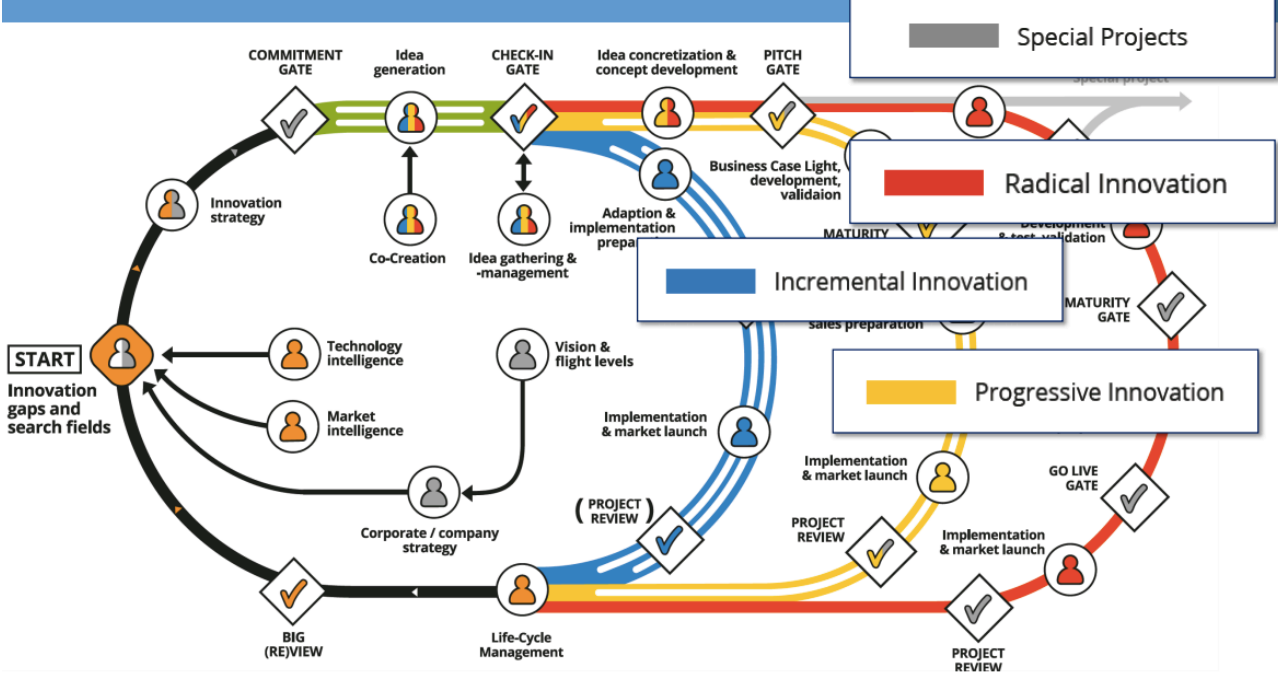 Special Projects
COMMITMENT
GATE
Idea
generation
CHECK-IN
GATE
Idea concretization &
concept development
PITCH
GATE
Special project
Business Case Light,
development,
validaion
Radical Innovation
Innovation
strategy
Co-Creation
Idea gathering &
-management
Adaption &
implementation
MATURITY
Development
& test, validation
Incremental Innovation
MATURITY
GATE
sales preparation
START
Innovation
gaps and
search fields
Technology
intelligence
Vision &
flight levels
Market
intelligence
Progressive Innovation
Implementation
& market launch
Implementation
& market launch
GO LIVE
GATE
(PROJECT
REVIEW)
PROJECT
REVIEW
Implementation
& market launch
Corporate / company
strategy
BIG
(RE)VIEW
Life-Cycle
Management
PROJECT
REVIEW